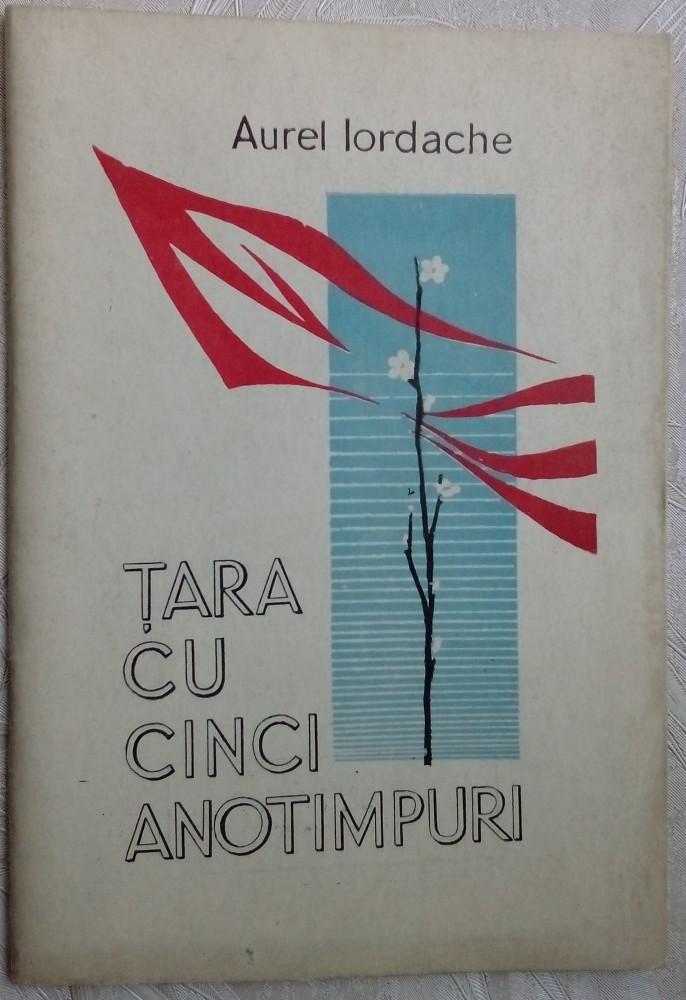 Aurel Iordache
ȚARA
CU
CINCI
ANOTIMPURI